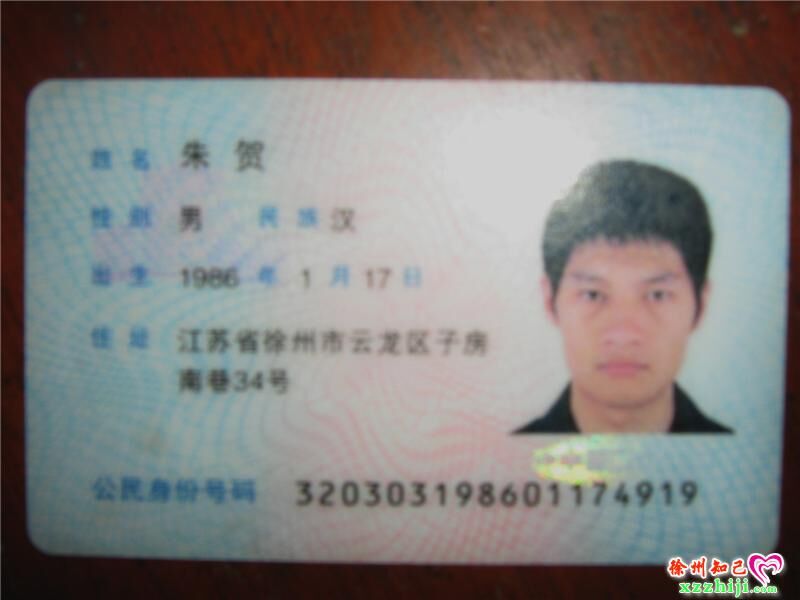 姓名 朱贺
性别 男 民族 汉
出生 1986 年 1 月 17 日
住址 江苏省徐州市云龙区子房
南巷34号
公民身份号码 320303198601174919
徐州知己
xzzhiji.com